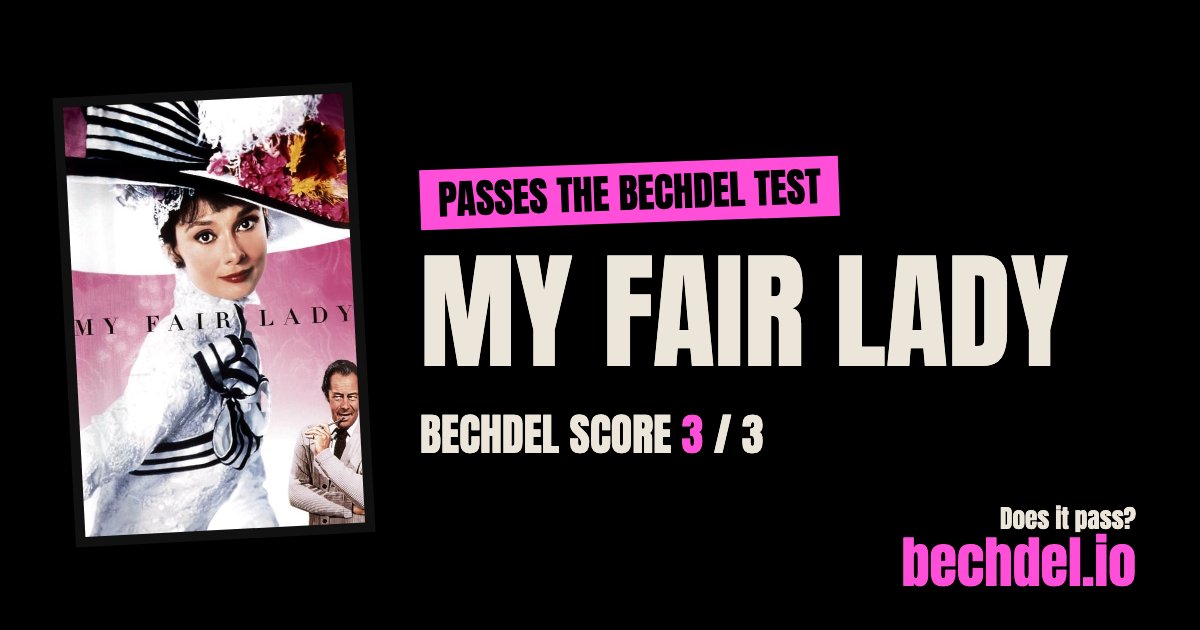 PASSES THE BECHDEL TEST
MY FAIR LADY
MY FAIR LADY
BECHDEL SCORE 3 / 3
Does it pass?
bechdel.io